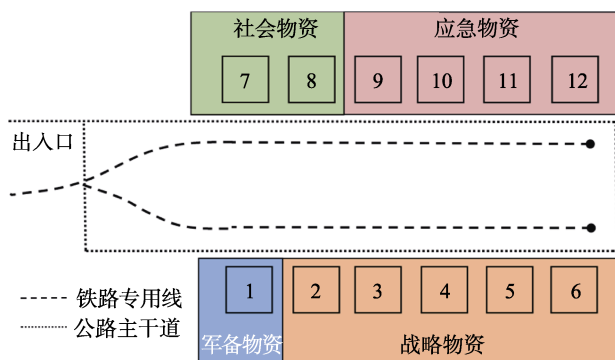 社会物资 应急物资
7 8 9 10 11 12
出入口
1 2 3 4 5 6
铁路专用线
公路主干道
军备物资 战略物资